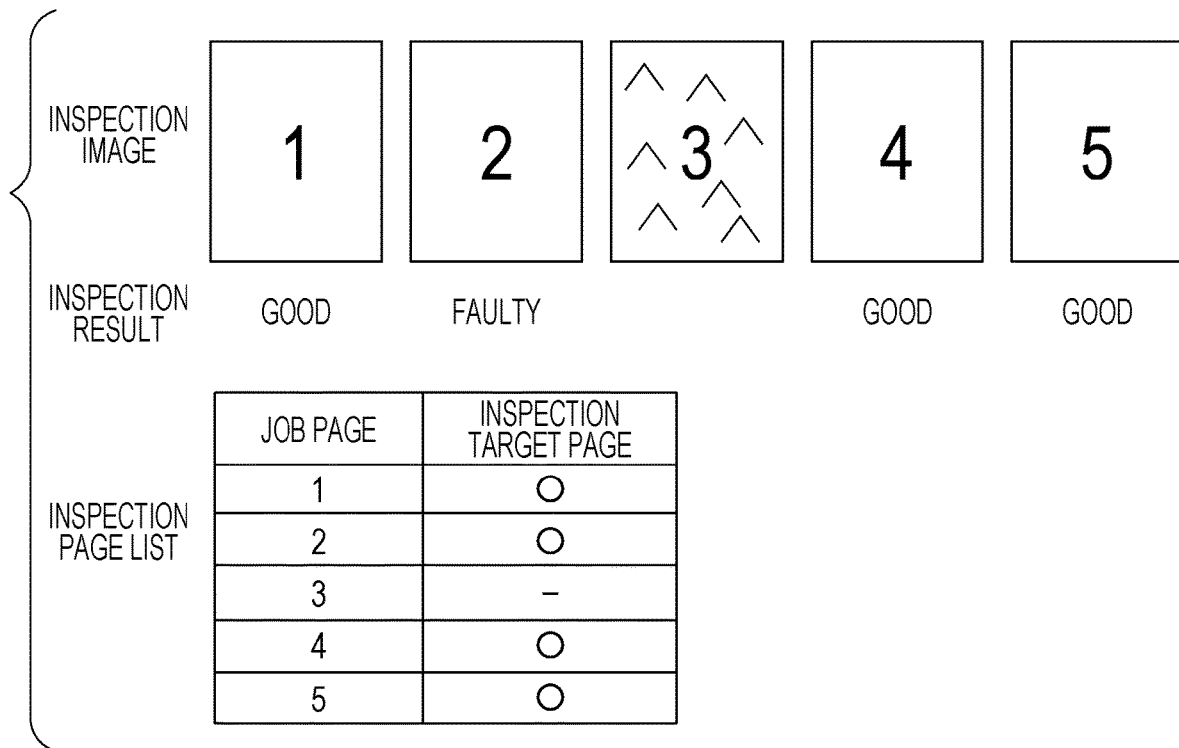 INSPECTION
IMAGE
1
2
3
4
5
INSPECTION
RESULT
GOOD
FAULTY
GOOD
GOOD
INSPECTION
PAGE LIST
JOB PAGE
INSPECTION
TARGET PAGE
1 ○
2 ○
3 –
4 ○
5 ○